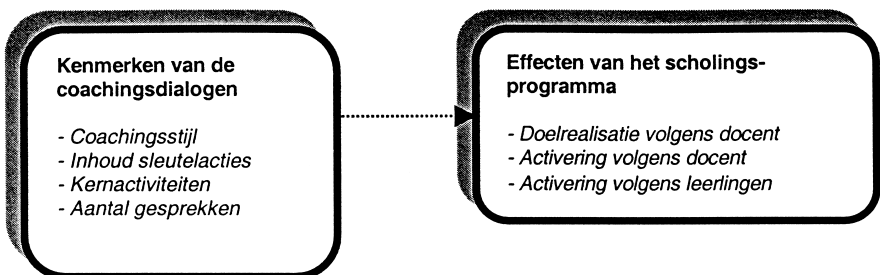 Kenmerken van de
coachingsdialogen
- Coachingsstijl
- Inhoud sleutelacties
- Kernactiviteiten
- Aantal gesprekken
Effecten van het scholings-
programma
- Doelrealisatie volgens docent
- Activering volgens docent
- Activering volgens leerlingen